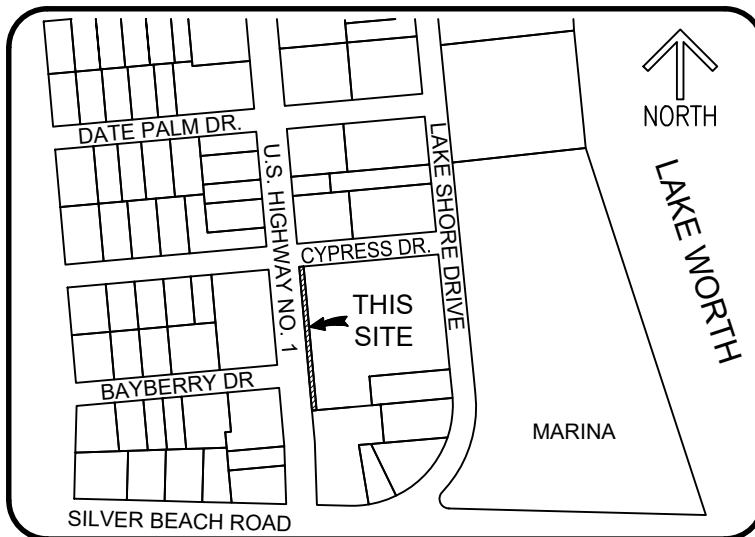 NORTH
DATE PALM DR.
U.S. HIGHWAY NO. 1
LAKE SHORE DRIVE
LAKE WORTH
CYPRESS DR.
THIS
SITE
BAYBERRY DR
MARINA
SILVER BEACH ROAD